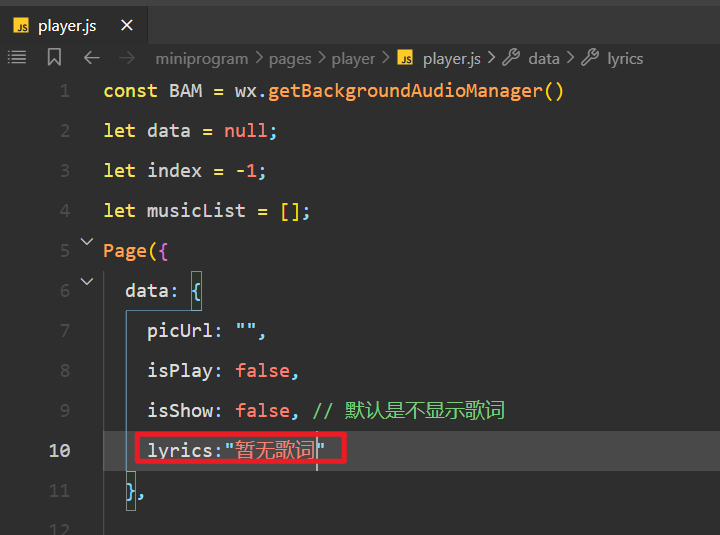 JS player.js ×
miniprogram > pages > player > JS player.js > data > lyrics
1 const BAM = wx.getBackgroundAudioManager()
2 let data = null;
3 let index = -1;
4 let musicList = [];
5 Page({
6 data: {
7 picUrl: "",
8 isPlay: false,
9 isShow: false, // 默认是不显示歌词
10 lyrics:"暂无歌词"
11 },
12